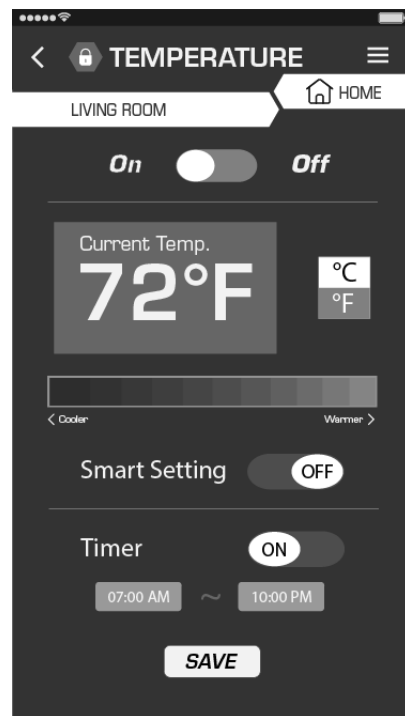 TEMPERATURE
HOME
LIVING ROOM
On Off
Current Temp.
72°F
°C
°F
< Cooler Warmer >
Smart Setting OFF
Timer ON
07:00 AM ~ 10:00 PM
SAVE